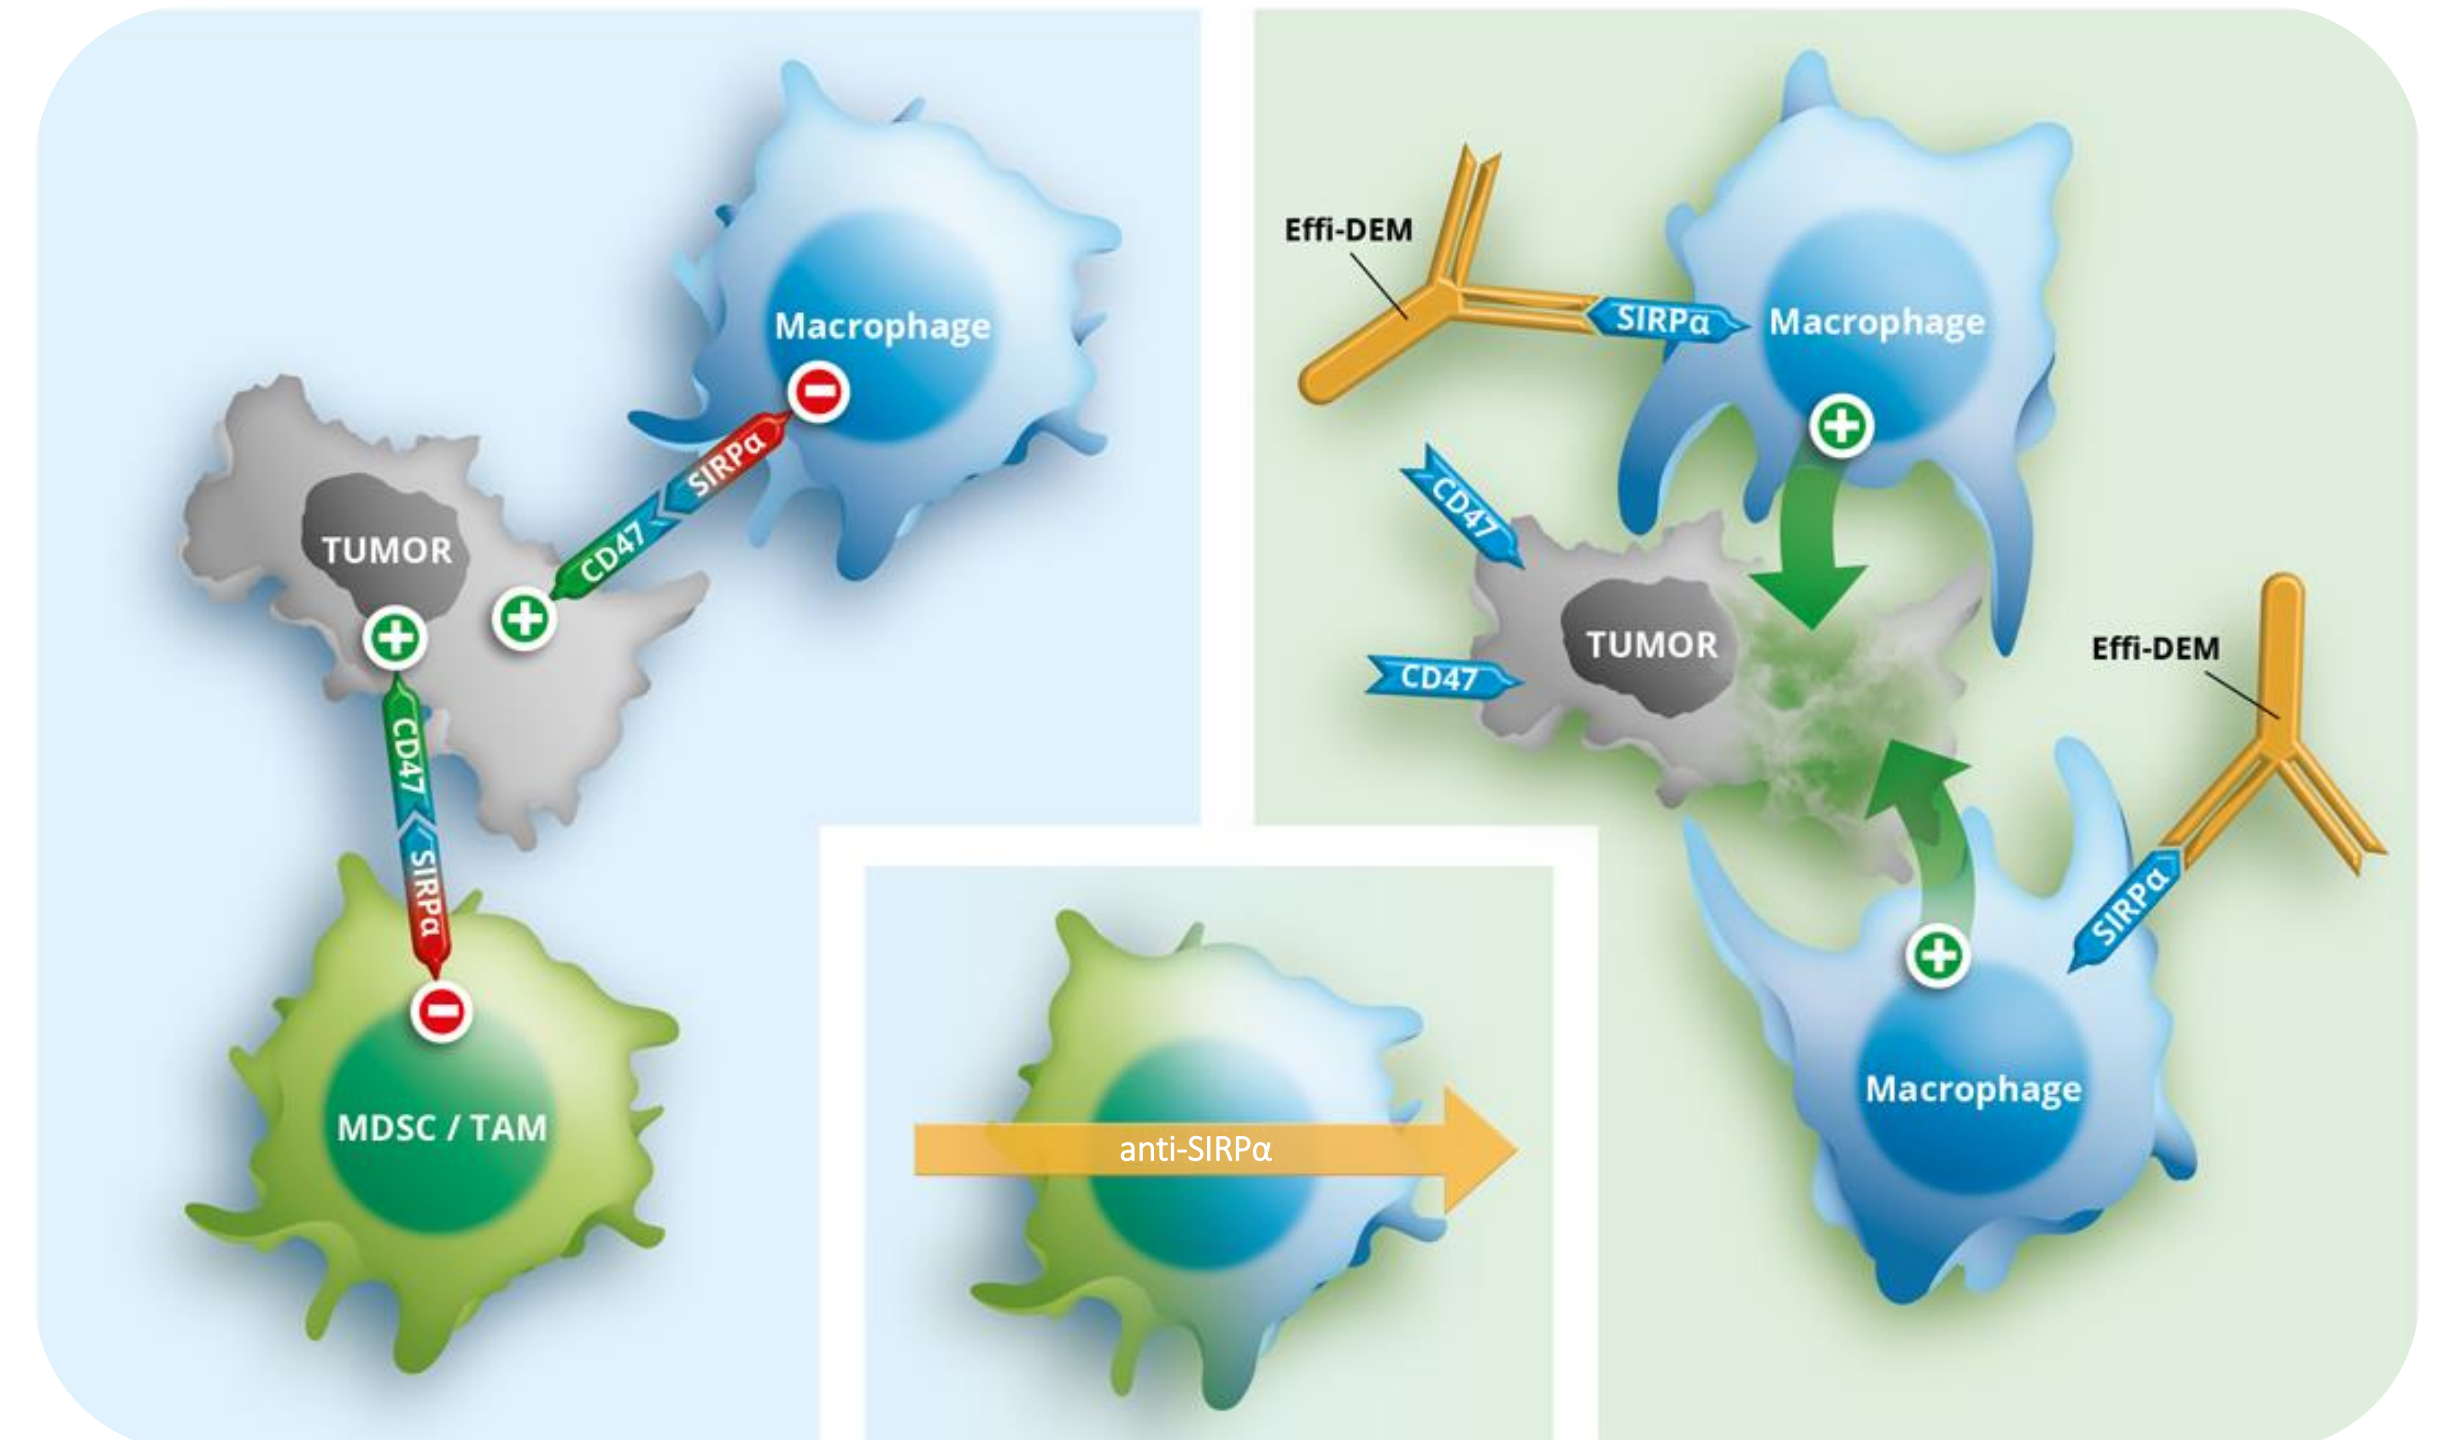 Macrophage
SIRPα
CD47
TUMOR
CD47
SIRPα
MDSC / TAM
anti-SIRPα
Effi-DEM
SIRPα
Macrophage
CD47
TUMOR
CD47
Effi-DEM
SIRPα
Macrophage